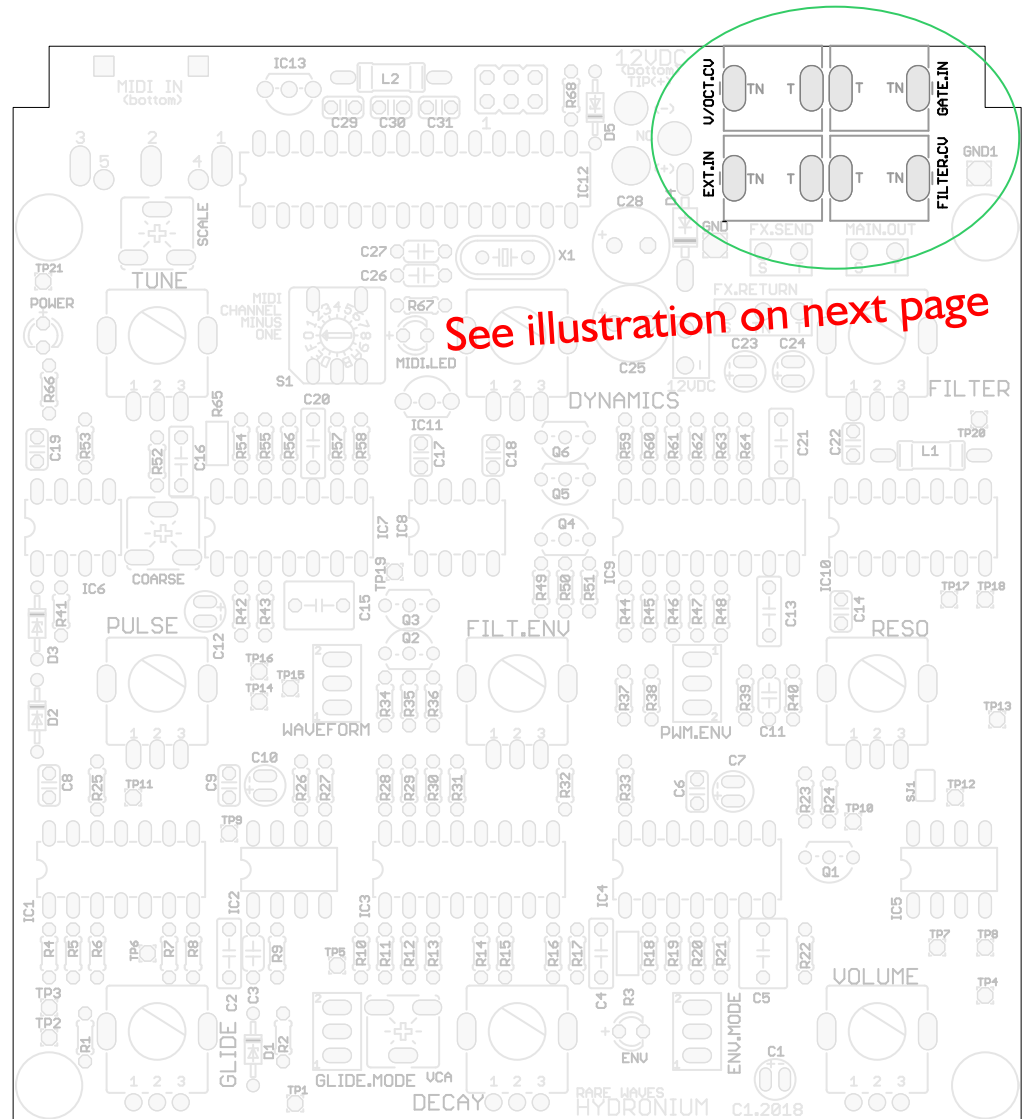 12VDC
(bottom)
TIP(+)
MIDI IN
(bottom)
IC13
L2
C29
C30
C31
1
R68
D5
(-)
NO
(+)
V/OCT.CV
TN
T
T
TN
GATE.IN
EXT.IN
TN
T
T
TN
FILTER.CV
GND1
3
5
2
4
1
IC12
D4
SCALE
C28
GND
FX.SEND
S
T
MAIN.OUT
S
T
C27
C26
X1
TP21
TUNE
POWER
MIDI
CHANNEL
MINUS
ONE
R67
MIDI.LED
FX.RETURN
See illustration on next page
S1
C25
12VDC
C23
C24
R66
1 2 3
1 2 3
1 2 3
DYNAMICS
FILTER
R65
C20
IC11
TP20
C19
R53
R52
C16
R54
R55
R56
R57
R58
C17
C18
Q6
Q5
R59
R60
R61
R62
R63
R64
C21
C22
L1
IC6
COARSE
IC7
IC8
Q4
IC9
IC10
TP19
R49
R50
R51
TP17
TP18
D3
R41
PULSE
C12
R42
R43
C15
Q3
Q2
FILT.ENV
R44
R45
R46
R47
R48
C13
C14
RESO
TP16
TP15
TP14
D2
2
1
WAVEFORM
R34
R35
R36
R37
R38
1
2
PWM.ENV
R39
C11
R40
TP13
1 2 3
1 2 3
1 2 3
C8
R25
TP11
C9
C10
R26
R27
R28
R29
R30
R31
R32
R33
C6
C7
R23
R24
TP10
SJ1
TP12
TP9
Q1
IC1
IC2
IC3
IC4
IC5
R4
R5
R6
TP6
R7
R8
C2
C3
R9
TP5
R10
R11
R12
R13
R14
R15
R16
R17
C4
R3
R18
R19
R20
R21
C5
R22
TP7
TP8
VOLUME
TP3
TP2
TP4
R1
GLIDE
D1
R2
2
1
GLIDE.MODE
VCA
ENV
2
1
ENV.MODE
C1
1 2 3
1 2 3
1 2 3
TP1
DECAY
RARE WAVES
HYDRONIUM
C1.2018